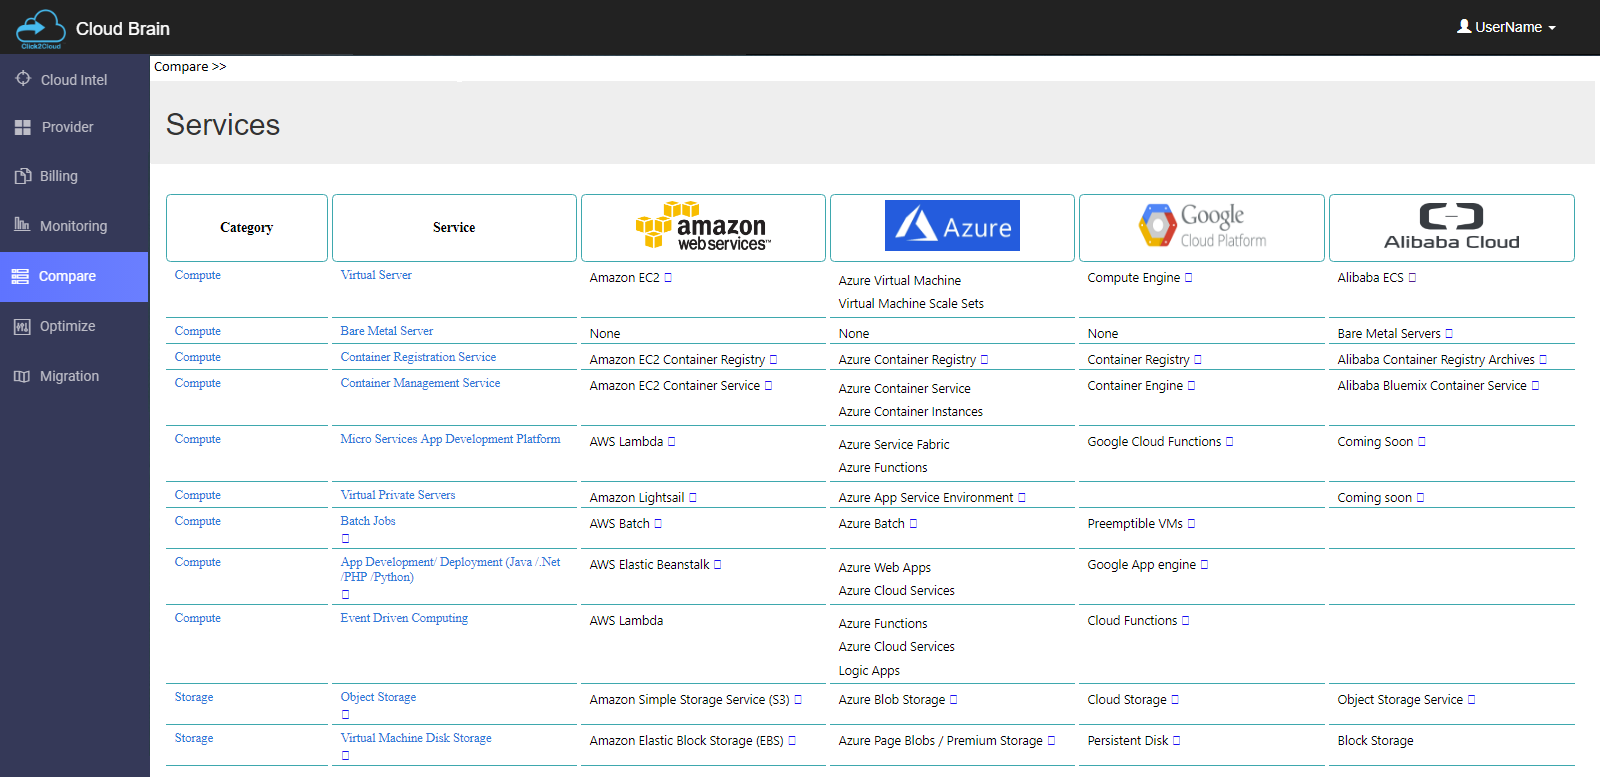 Click2Cloud
Cloud Brain
UserName
Cloud Intel
Provider
Billing
Monitoring
Compare
Optimize
Migration
Compare >>
Services
Category
Service
amazon
webservices™
Azure
Google
Cloud Platform
Alibaba Cloud
Compute
Virtual Server
Amazon EC2
Azure Virtual Machine
Virtual Machine Scale Sets
Compute Engine
Alibaba ECS
Compute
Bare Metal Server
None
None
None
Bare Metal Servers
Compute
Container Registration Service
Amazon EC2 Container Registry
Azure Container Registry
Container Registry
Alibaba Container Registry Archives
Compute
Container Management Service
Amazon EC2 Container Service
Azure Container Service
Azure Container Instances
Container Engine
Alibaba Bluemix Container Service
Compute
Micro Services App Development Platform
AWS Lambda
Azure Service Fabric
Azure Functions
Google Cloud Functions
Coming Soon
Compute
Virtual Private Servers
Amazon Lightsail
Azure App Service Environment
Coming soon
Compute
Batch Jobs
AWS Batch
Azure Batch
Preemptible VMs
Compute
App Development/ Deployment (Java /.Net
/PHP /Python)
AWS Elastic Beanstalk
Azure Web Apps
Azure Cloud Services
Google App engine
Compute
Event Driven Computing
AWS Lambda
Azure Functions
Azure Cloud Services
Logic Apps
Cloud Functions
Storage
Object Storage
Amazon Simple Storage Service (S3)
Azure Blob Storage
Cloud Storage
Object Storage Service
Storage
Virtual Machine Disk Storage
Amazon Elastic Block Storage (EBS)
Azure Page Blobs / Premium Storage
Persistent Disk
Block Storage